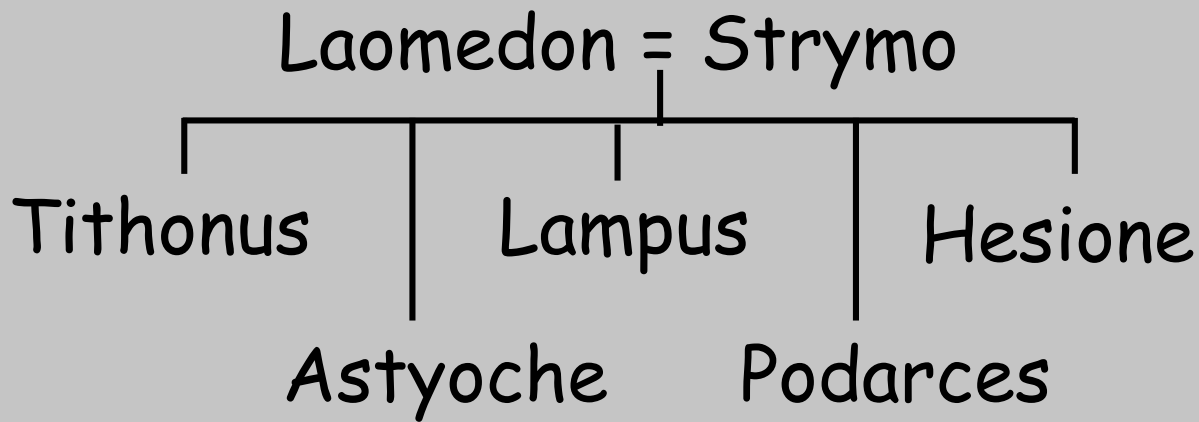 Laomedon = Strymo
Tithonus Lampus Hesione
Astyoche Podarces